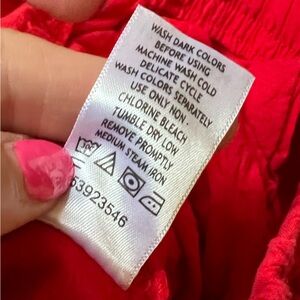 WASH DARK COLORS
BEFORE USING
MACHINE WASH COLD
DELICATE CYCLE
WASH COLORS SEPARATELY
USE ONLY NON
CHLORINE BLEACH
TUMBLE DRY LOW
REMOVE PROMPTLY
MEDIUM STEAM IRON
53923546